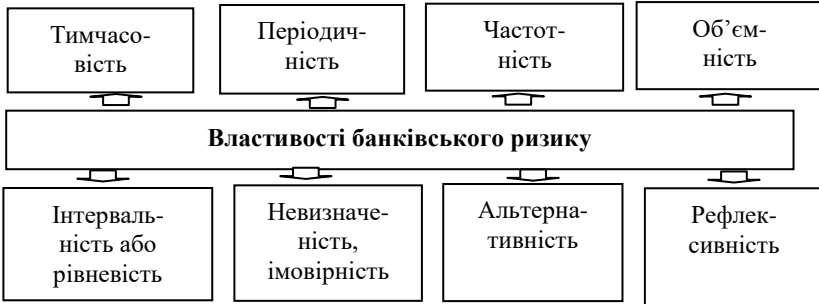 Тимчасо-
вість
Періодич-
ність
Частот-
ність
Об’єм-
ність
Властивості банківського ризику
Інтерваль-
ність або
рівневість
Невизначе-
ність,
імовірність
Альтерна-
тивність
Рефлек-
сивність